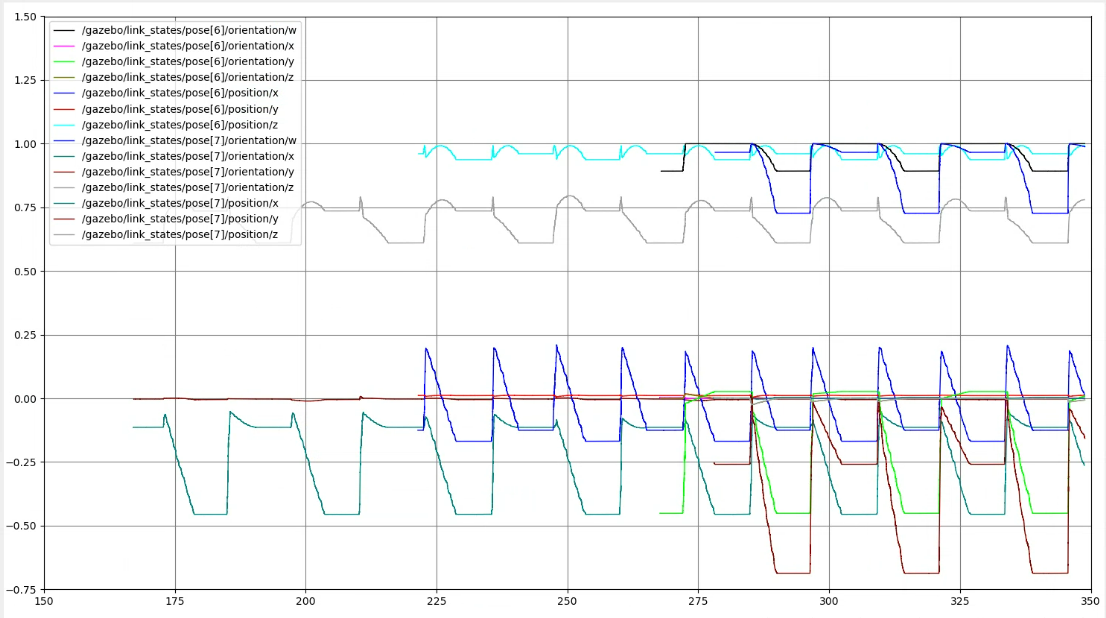 1.50
1.25
1.00
0.75
0.50
0.25
0.00
−0.25
−0.50
−0.75
/gazebo/link_states/pose[6]/orientation/w
/gazebo/link_states/pose[6]/orientation/x
/gazebo/link_states/pose[6]/orientation/y
/gazebo/link_states/pose[6]/orientation/z
/gazebo/link_states/pose[6]/position/x
/gazebo/link_states/pose[6]/position/y
/gazebo/link_states/pose[6]/position/z
/gazebo/link_states/pose[7]/orientation/w
/gazebo/link_states/pose[7]/orientation/x
/gazebo/link_states/pose[7]/orientation/y
/gazebo/link_states/pose[7]/orientation/z
/gazebo/link_states/pose[7]/position/x
/gazebo/link_states/pose[7]/position/y
/gazebo/link_states/pose[7]/position/z
150 175 200 225 250 275 300 325 350